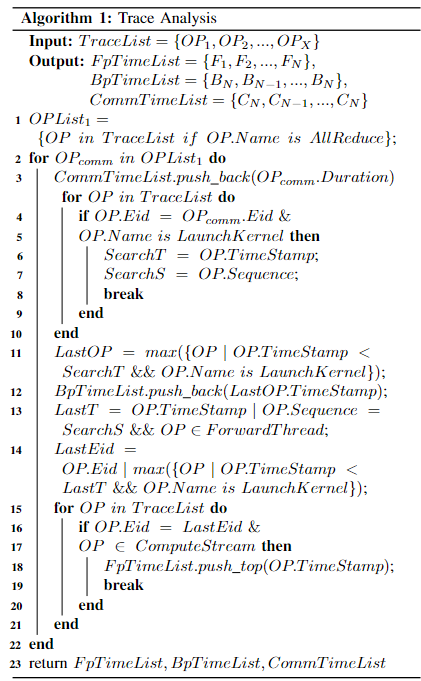 Algorithm 1: Trace Analysis
Input: TraceList = {OP₁, OP₂, ..., OP_X}
Output: FpTimeList = {F₁, F₂, ..., F_N},
BpTimeList = {B_N, B_{N−1}, ..., B_N},
CommTimeList = {C_N, C_{N−1}, ..., C_N}
1 OPList₁ =
{OP in TraceList if OP.Name is AllReduce};
2 for OP_comm in OPList₁ do
3 CommTimeList.push_back(OP_comm.Duration)
for OP in TraceList do
4 if OP.Eid = OP_comm.Eid &
5 OP.Name is LaunchKernel then
6 SearchT = OP.TimeStamp;
7 SearchS = OP.Sequence;
8 break
9 end
10 end
11 LastOP = max({OP | OP.TimeStamp <
SearchT && OP.Name is LaunchKernel});
12 BpTimeList.push_back(LastOP.TimeStamp);
13 LastT = OP.TimeStamp | OP.Sequence =
SearchS && OP ∈ ForwardThread;
14 LastEid =
OP.Eid | max({OP | OP.TimeStamp <
LastT && OP.Name is LaunchKernel});
15 for OP in TraceList do
16 if OP.Eid = LastEid &
17 OP ∈ ComputeStream then
18 FpTimeList.push_top(OP.TimeStamp);
19 break
20 end
21 end
22 end
23 return FpTimeList, BpTimeList, CommTimeList